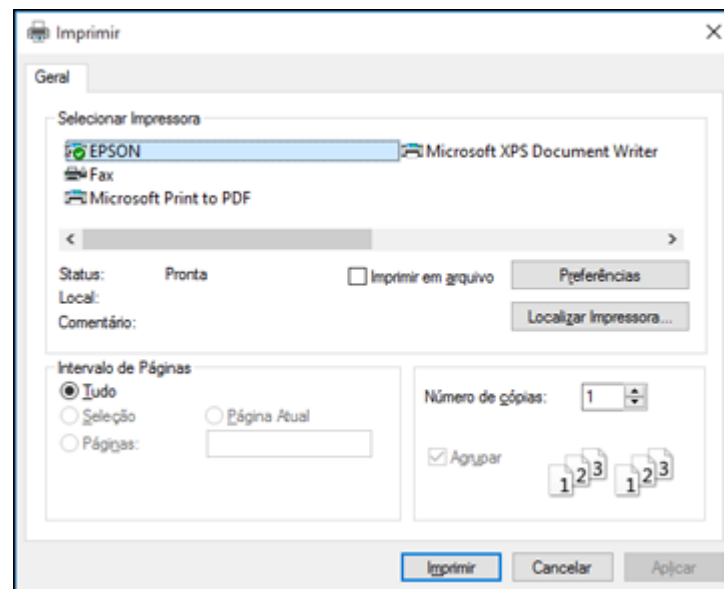 Imprimir
Geral
Selecionar Impressora
EPSON
Microsoft XPS Document Writer
Fax
Microsoft Print to PDF
Status: Pronta
Imprimir em arquivo
Preferências
Local:
Comentário:
Localizar Impressora...
Intervalo de Páginas
Tudo
Seleção
Página Atual
Páginas:
Número de cópias: 1
Agrupar
1 2 3 1 2 3
Imprimir
Cancelar
Aplicar